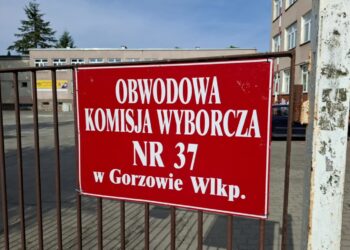 OBWODOWA
KOMISJA WYBORCZA
NR 37
w Gorzowie Wlkp.